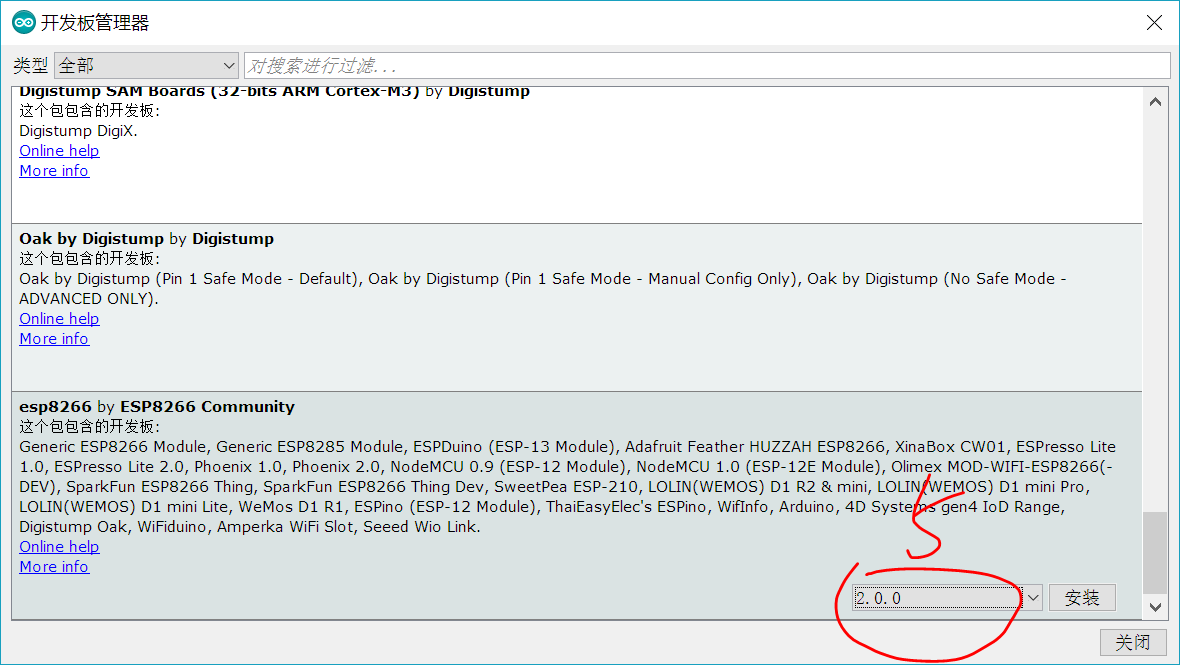 开发板管理器
类型 全部 对搜索进行过滤...
Digistump SAM Boards (32-bits ARM Cortex-M3) by Digistump
这个包包含的开发板:
Digistump DigiX.
Online help
More info
Oak by Digistump by Digistump
这个包包含的开发板:
Oak by Digistump (Pin 1 Safe Mode - Default), Oak by Digistump (Pin 1 Safe Mode - Manual Config Only), Oak by Digistump (No Safe Mode -
ADVANCED ONLY).
Online help
More info
esp8266 by ESP8266 Community
这个包包含的开发板:
Generic ESP8266 Module, Generic ESP8285 Module, ESPDuino (ESP-13 Module), Adafruit Feather HUZZAH ESP8266, XinaBox CW01, ESPresso Lite
1.0, ESPresso Lite 2.0, Phoenix 1.0, Phoenix 2.0, NodeMCU 0.9 (ESP-12 Module), NodeMCU 1.0 (ESP-12E Module), Olimex MOD-WIFI-ESP8266(-
DEV), SparkFun ESP8266 Thing, SparkFun ESP8266 Thing Dev, SweetPea ESP-210, LOLIN(WEMOS) D1 R2 & mini, LOLIN(WEMOS) D1 mini Pro,
LOLIN(WEMOS) D1 mini Lite, WeMos D1 R1, ESPino (ESP-12 Module), ThaiEasyElec's ESPino, WifInfo, Arduino, 4D Systems gen4 IoD Range,
Digistump Oak, WiFiduino, Amperka WiFi Slot, Seeed Wio Link.
Online help
More info
5
2.0.0 安装
关闭